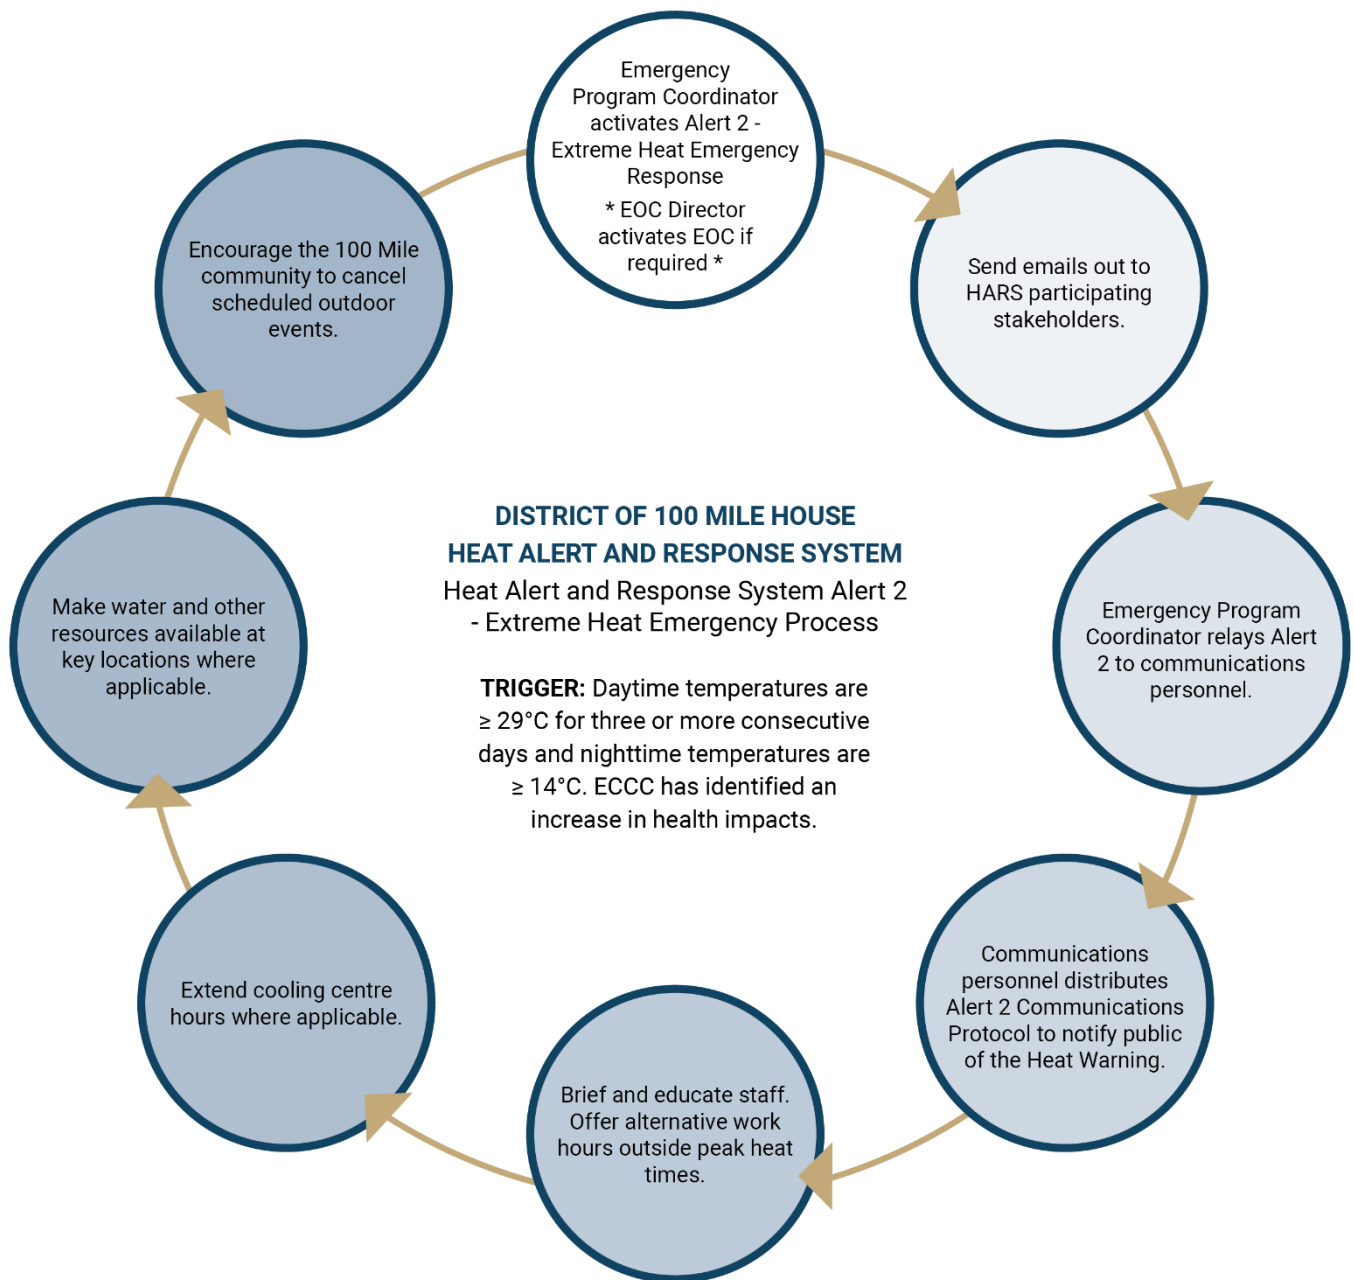 Emergency
Program Coordinator
activates Alert 2 -
Extreme Heat Emergency
Response
* EOC Director
activates EOC if
required *
Send emails out to
HARS participating
stakeholders.
Emergency Program
Coordinator relays Alert
2 to communications
personnel.
Communications
personnel distributes
Alert 2 Communications
Protocol to notify public
of the Heat Warning.
Brief and educate staff.
Offer alternative work
hours outside peak heat
times.
Extend cooling centre
hours where applicable.
Make water and other
resources available at
key locations where
applicable.
Encourage the 100 Mile
community to cancel
scheduled outdoor
events.
DISTRICT OF 100 MILE HOUSE
HEAT ALERT AND RESPONSE SYSTEM
Heat Alert and Response System Alert 2
- Extreme Heat Emergency Process
TRIGGER: Daytime temperatures are
≥ 29°C for three or more consecutive
days and nighttime temperatures are
≥ 14°C. ECCC has identified an
increase in health impacts.